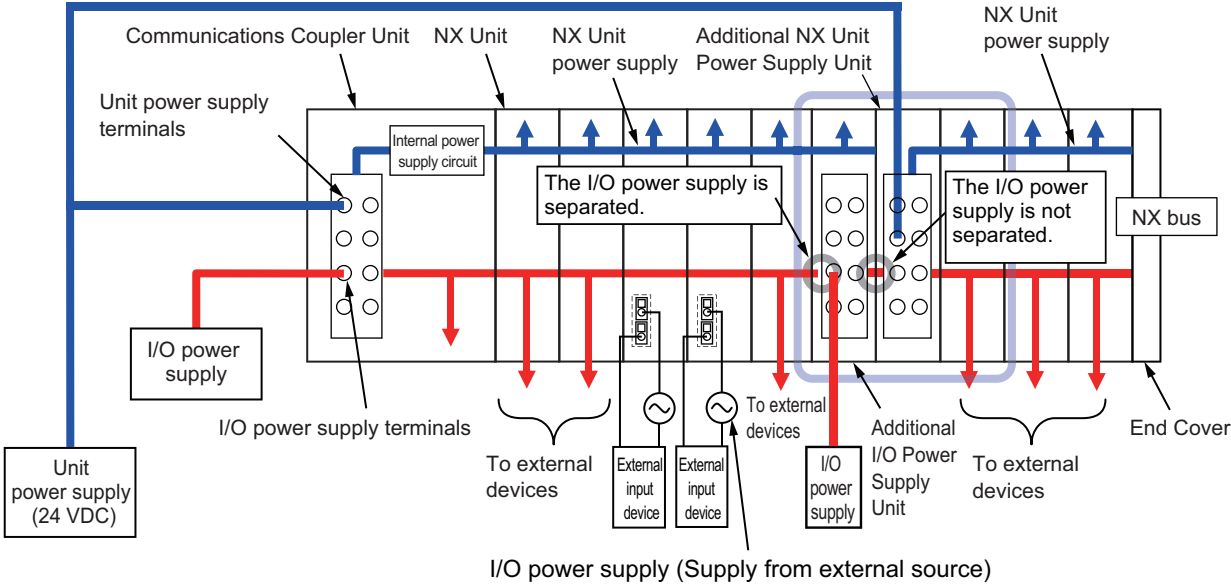 Communications Coupler Unit
NX Unit
NX Unit
power supply
Additional NX Unit
Power Supply Unit
NX Unit
power supply
Unit power supply
terminals
Internal power
supply circuit
The I/O power supply is
separated.
The I/O power
supply is not
separated.
NX bus
I/O power
supply
I/O power supply terminals
Unit
power supply
(24 VDC)
To external
devices
External
input
device
External
input
device
To external
devices
I/O
power
supply
Additional
I/O Power
Supply
Unit
To external
devices
End Cover
I/O power supply (Supply from external source)